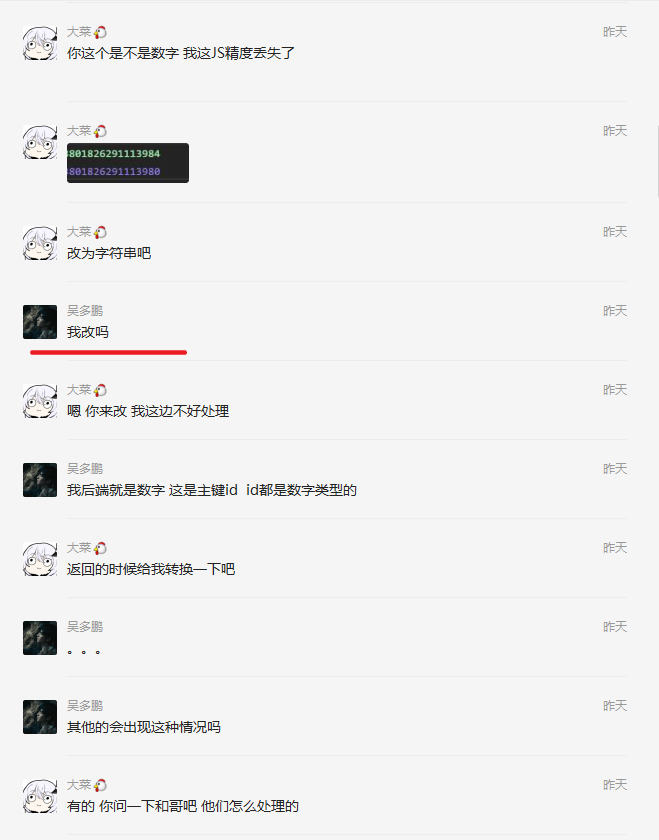 大菜🐔
昨天
你这个是不是数字 我这JS精度丢失了
大菜🐔
昨天
801826291113984
801826291113980
大菜🐔
昨天
改为字符串吧
吴多鹏
昨天
我改吗
大菜🐔
昨天
嗯 你来改 我这边不好处理
吴多鹏
昨天
我后端就是数字 这是主键id id都是数字类型的
大菜🐔
昨天
返回的时候给我转换一下吧
吴多鹏
昨天
。。。
吴多鹏
昨天
其他的会出现这种情况吗
大菜🐔
昨天
有的 你问一下和哥吧 他们怎么处理的